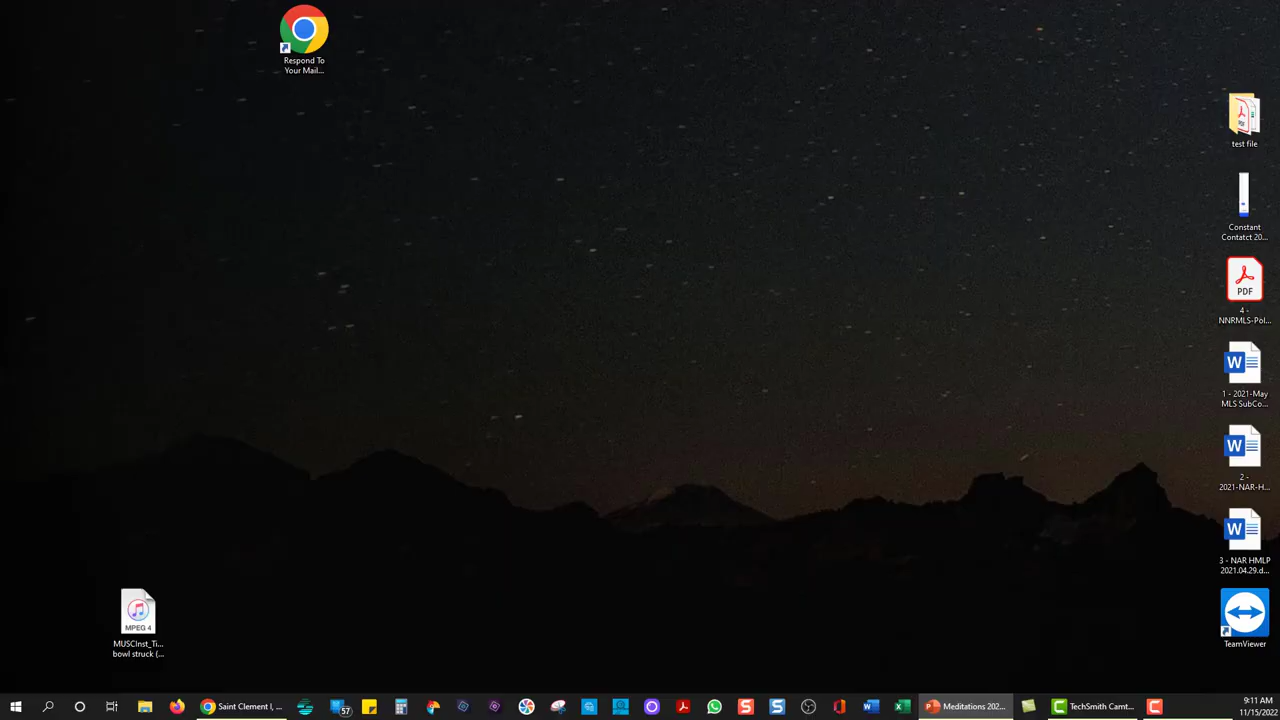 Respond To
Your Mail...
test file
Constant
Contatct 20...
PDF
4 -
NNRMLS-Pol...
1 - 2021-May
MLS SubCo...
2 -
2021-NAR-H...
3 - NAR HMLP
2021.04.29.d...
TeamViewer
MPEG 4
MUSCInst_Ti...
bowl struck (...
Saint Clement I, ...
57
Meditations 202...
TechSmith Camt...
9:11 AM
11/15/2022